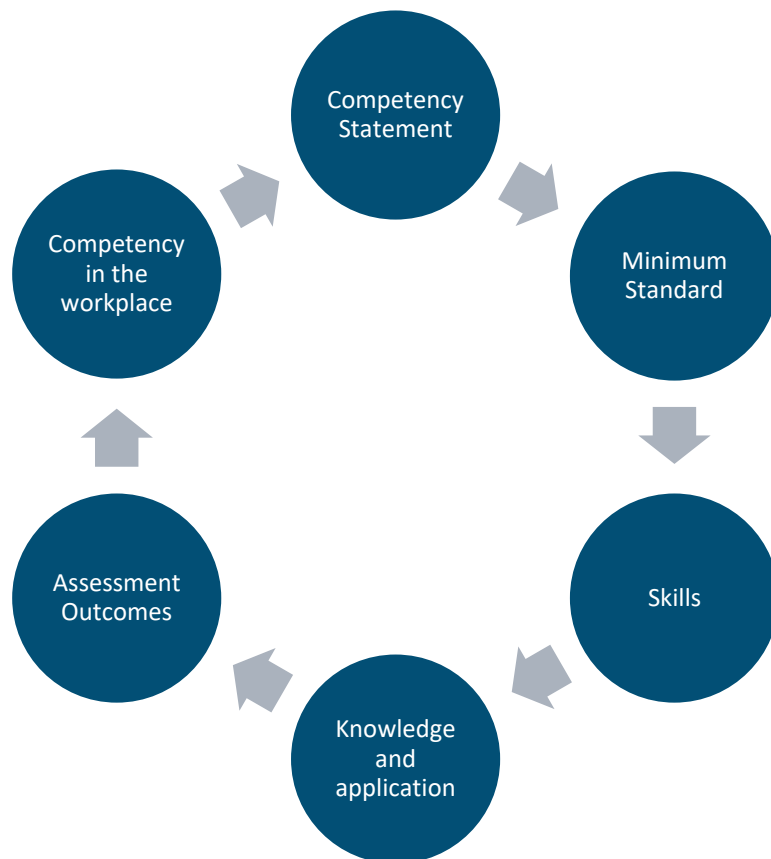 Competency
Statement
Minimum
Standard
Skills
Knowledge
and
application
Assessment
Outcomes
Competency
in the
workplace